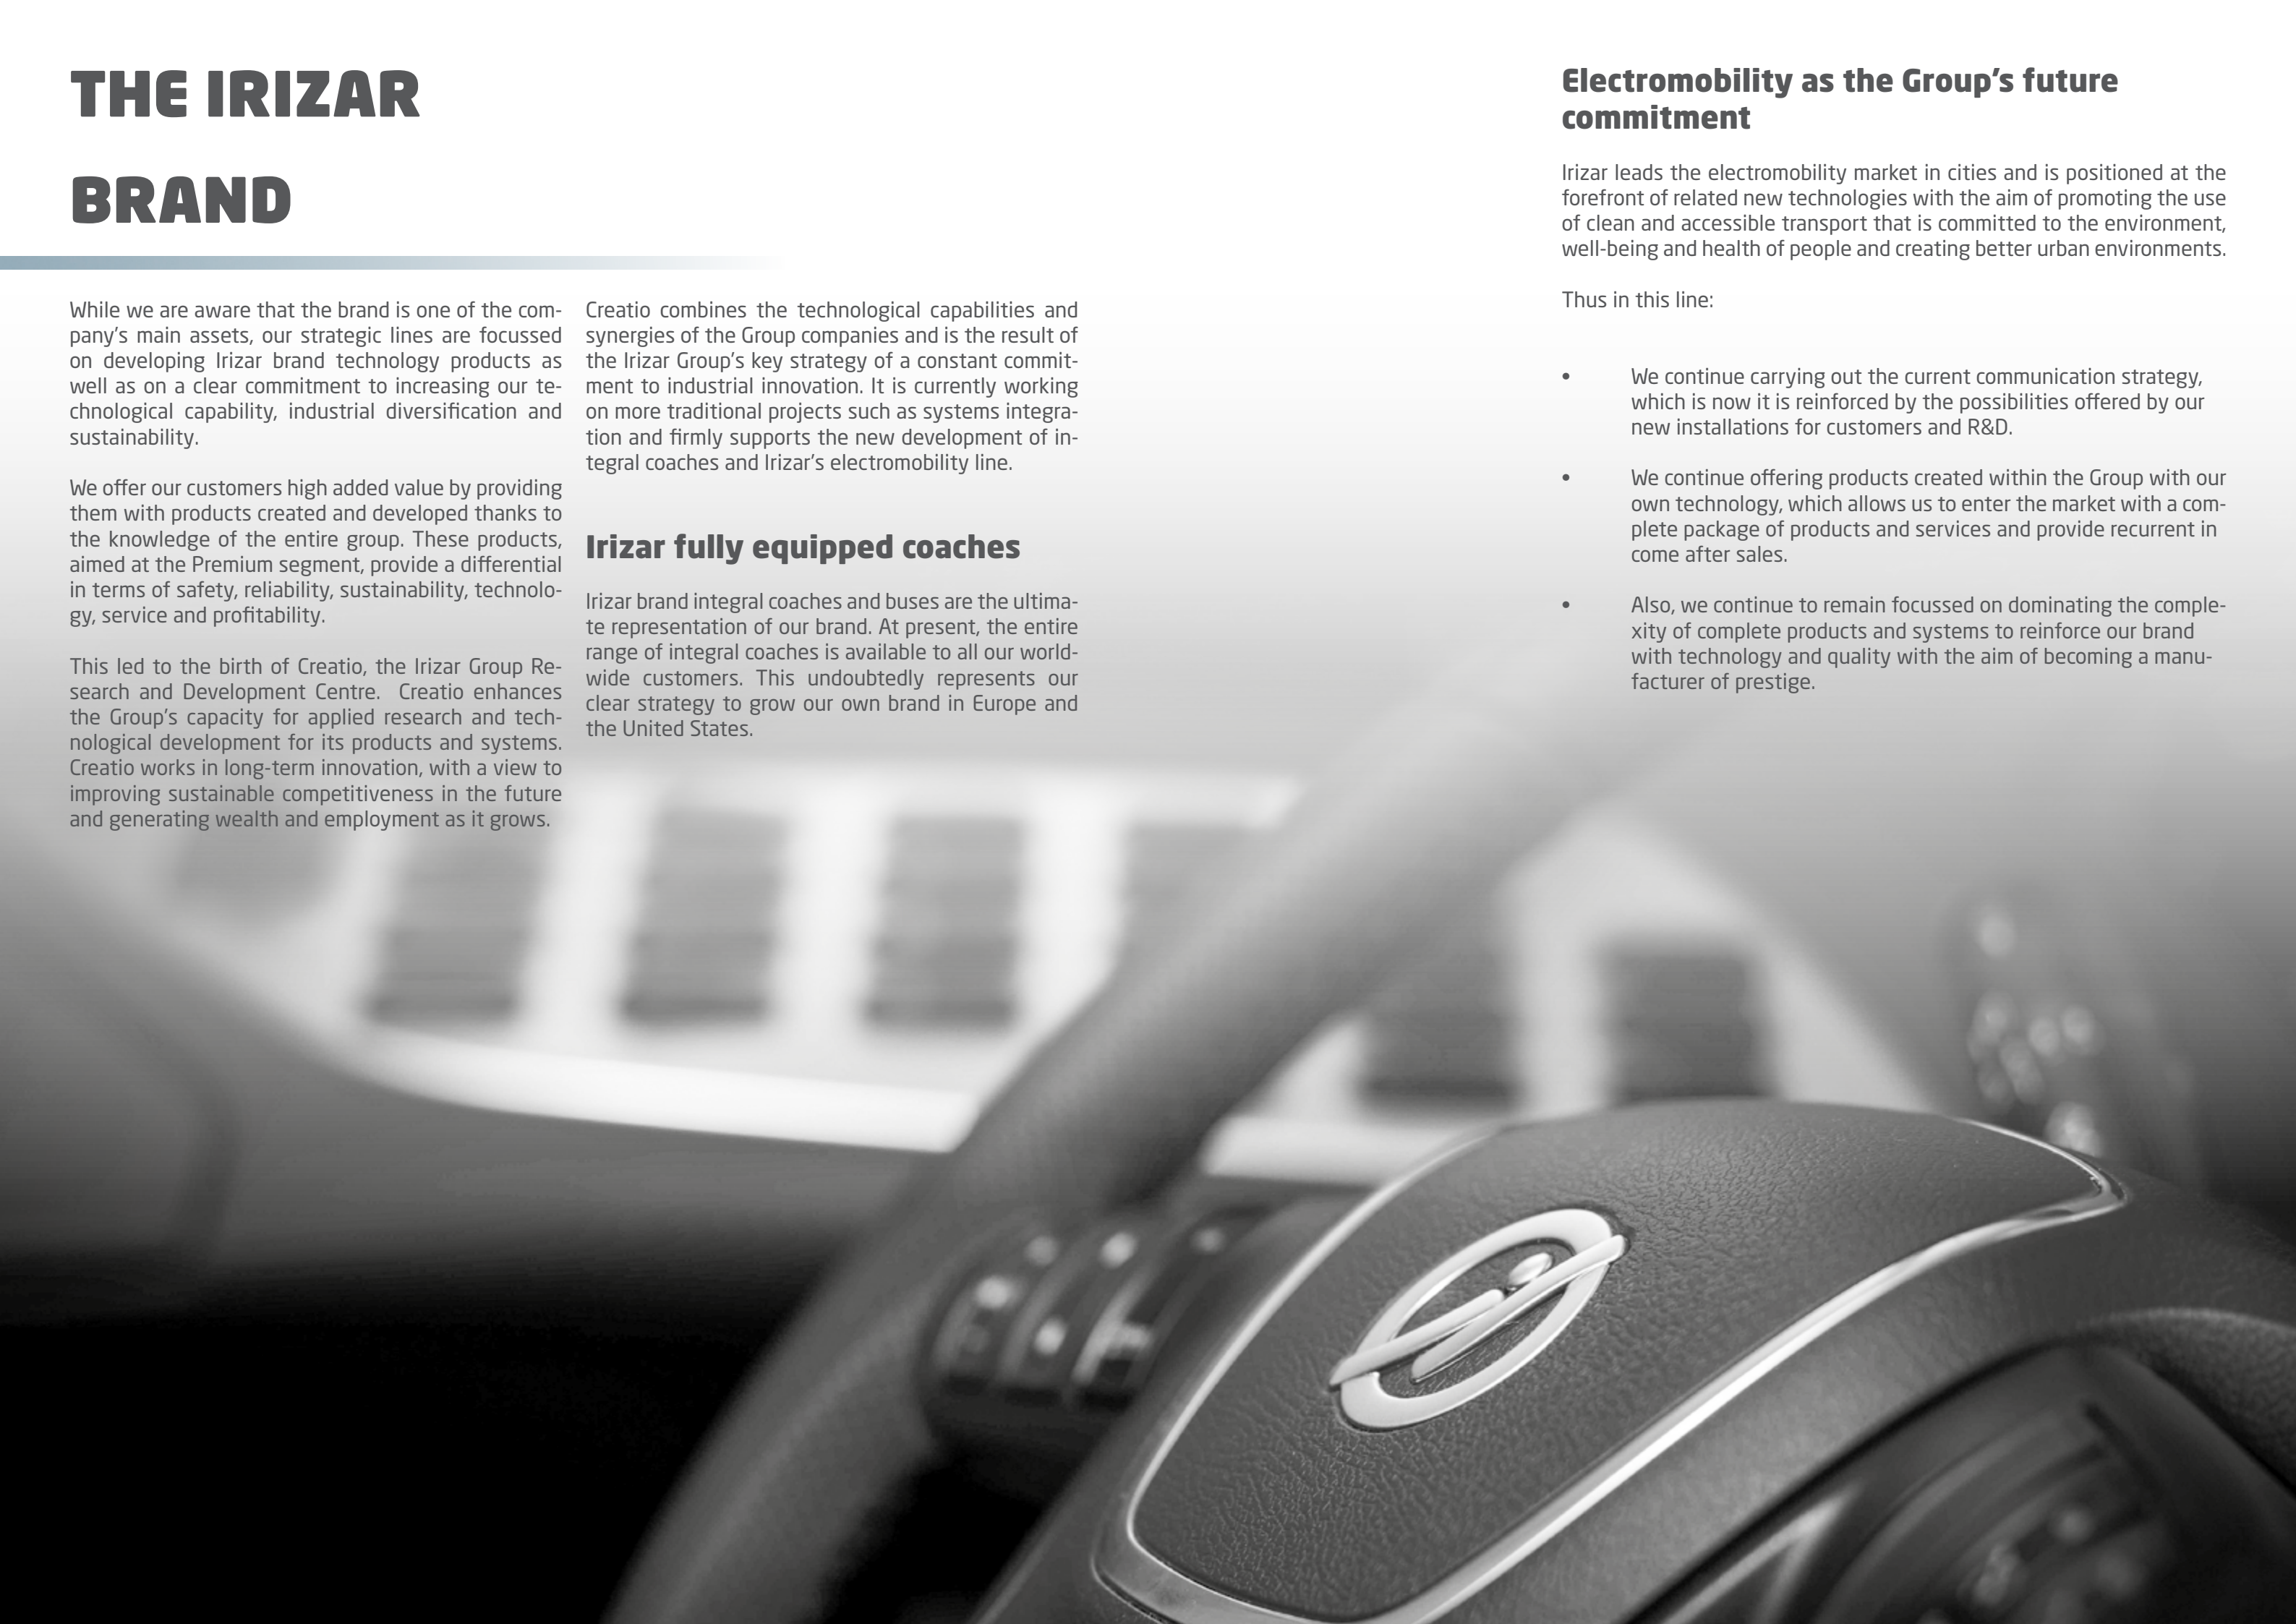 THE IRIZAR
BRAND
While we are aware that the brand is one of the com-
pany's main assets, our strategic lines are focussed
on developing Irizar brand technology products as
well as on a clear commitment to increasing our te-
chnological capability, industrial diversification and
sustainability.
We offer our customers high added value by providing
them with products created and developed thanks to
the knowledge of the entire group. These products,
aimed at the Premium segment, provide a differential
in terms of safety, reliability, sustainability, technolo-
gy, service and profitability.
This led to the birth of Creatio, the Irizar Group Re-
search and Development Centre.  Creatio enhances
the Group's capacity for applied research and tech-
nological development for its products and systems.
Creatio works in long-term innovation, with a view to
improving sustainable competitiveness in the future
and generating wealth and employment as it grows.
Creatio combines the technological capabilities and
synergies of the Group companies and is the result of
the Irizar Group's key strategy of a constant commit-
ment to industrial innovation. It is currently working
on more traditional projects such as systems integra-
tion and firmly supports the new development of in-
tegral coaches and Irizar's electromobility line.
Irizar fully equipped coaches
Irizar brand integral coaches and buses are the ultima-
te representation of our brand. At present, the entire
range of integral coaches is available to all our world-
wide customers. This undoubtedly represents our
clear strategy to grow our own brand in Europe and
the United States.
Electromobility as the Group's future
commitment
Irizar leads the electromobility market in cities and is positioned at the
forefront of related new technologies with the aim of promoting the use
of clean and accessible transport that is committed to the environment,
well-being and health of people and creating better urban environments.
Thus in this line:
• We continue carrying out the current communication strategy,
which is now it is reinforced by the possibilities offered by our
new installations for customers and R&D.
• We continue offering products created within the Group with our
own technology, which allows us to enter the market with a com-
plete package of products and services and provide recurrent in
come after sales.
• Also, we continue to remain focussed on dominating the comple-
xity of complete products and systems to reinforce our brand
with technology and quality with the aim of becoming a manu-
facturer of prestige.